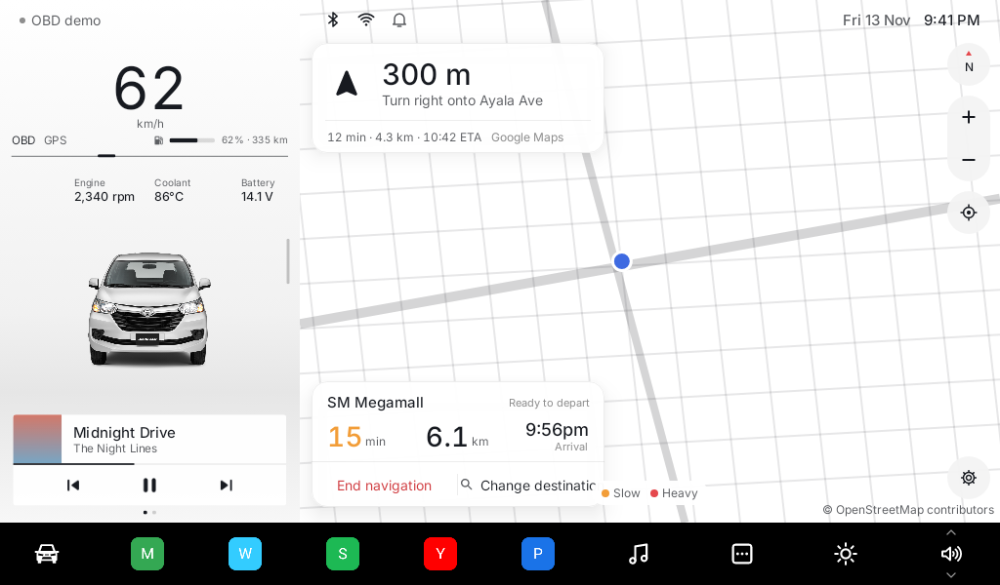 OBD demo
62
km/h
OBD GPS
62% · 335 km
Engine
2,340 rpm
Coolant
86°C
Battery
14.1 V
Midnight Drive
The Night Lines
Fri 13 Nov 9:41 PM
300 m
Turn right onto Ayala Ave
12 min · 4.3 km · 10:42 ETA Google Maps
N
+
−
SM Megamall
Ready to depart
15 min
6.1 km
9:56pm
Arrival
End navigation
Change destinatic
Slow
Heavy
© OpenStreetMap contributors
M
W
S
Y
P